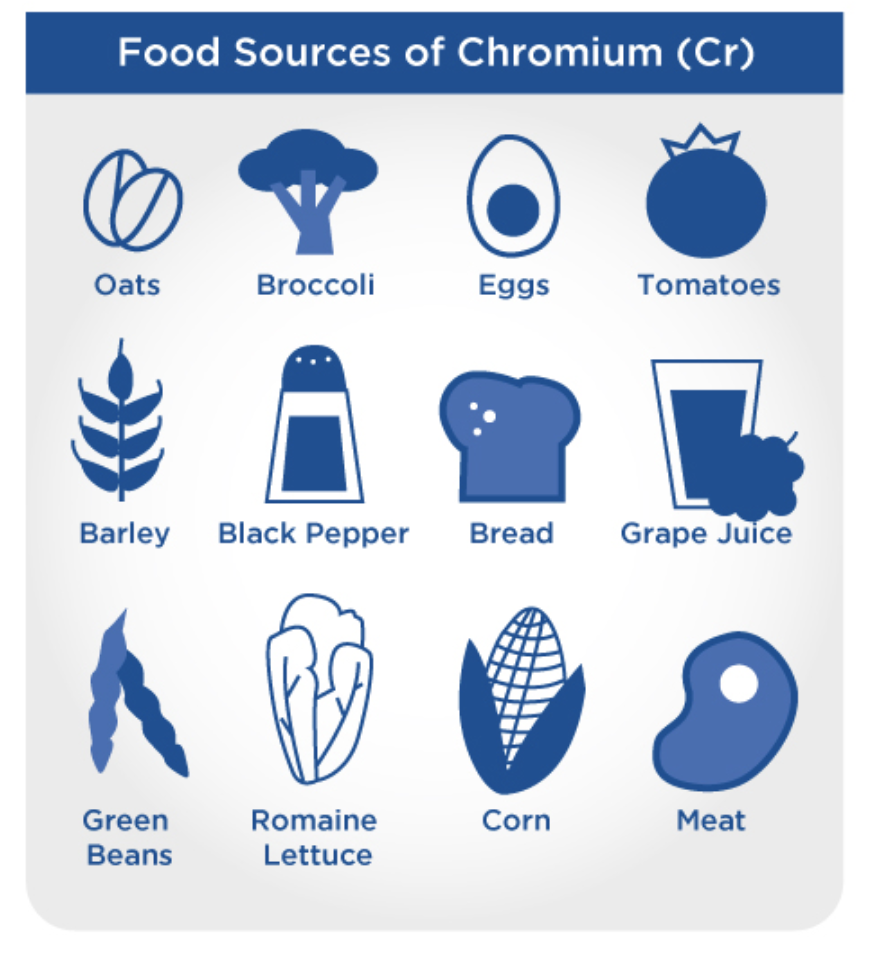 Food Sources of Chromium (Cr)
Oats
Broccoli
Eggs
Tomatoes
Barley
Black Pepper
Bread
Grape Juice
Green
Beans
Romaine
Lettuce
Corn
Meat